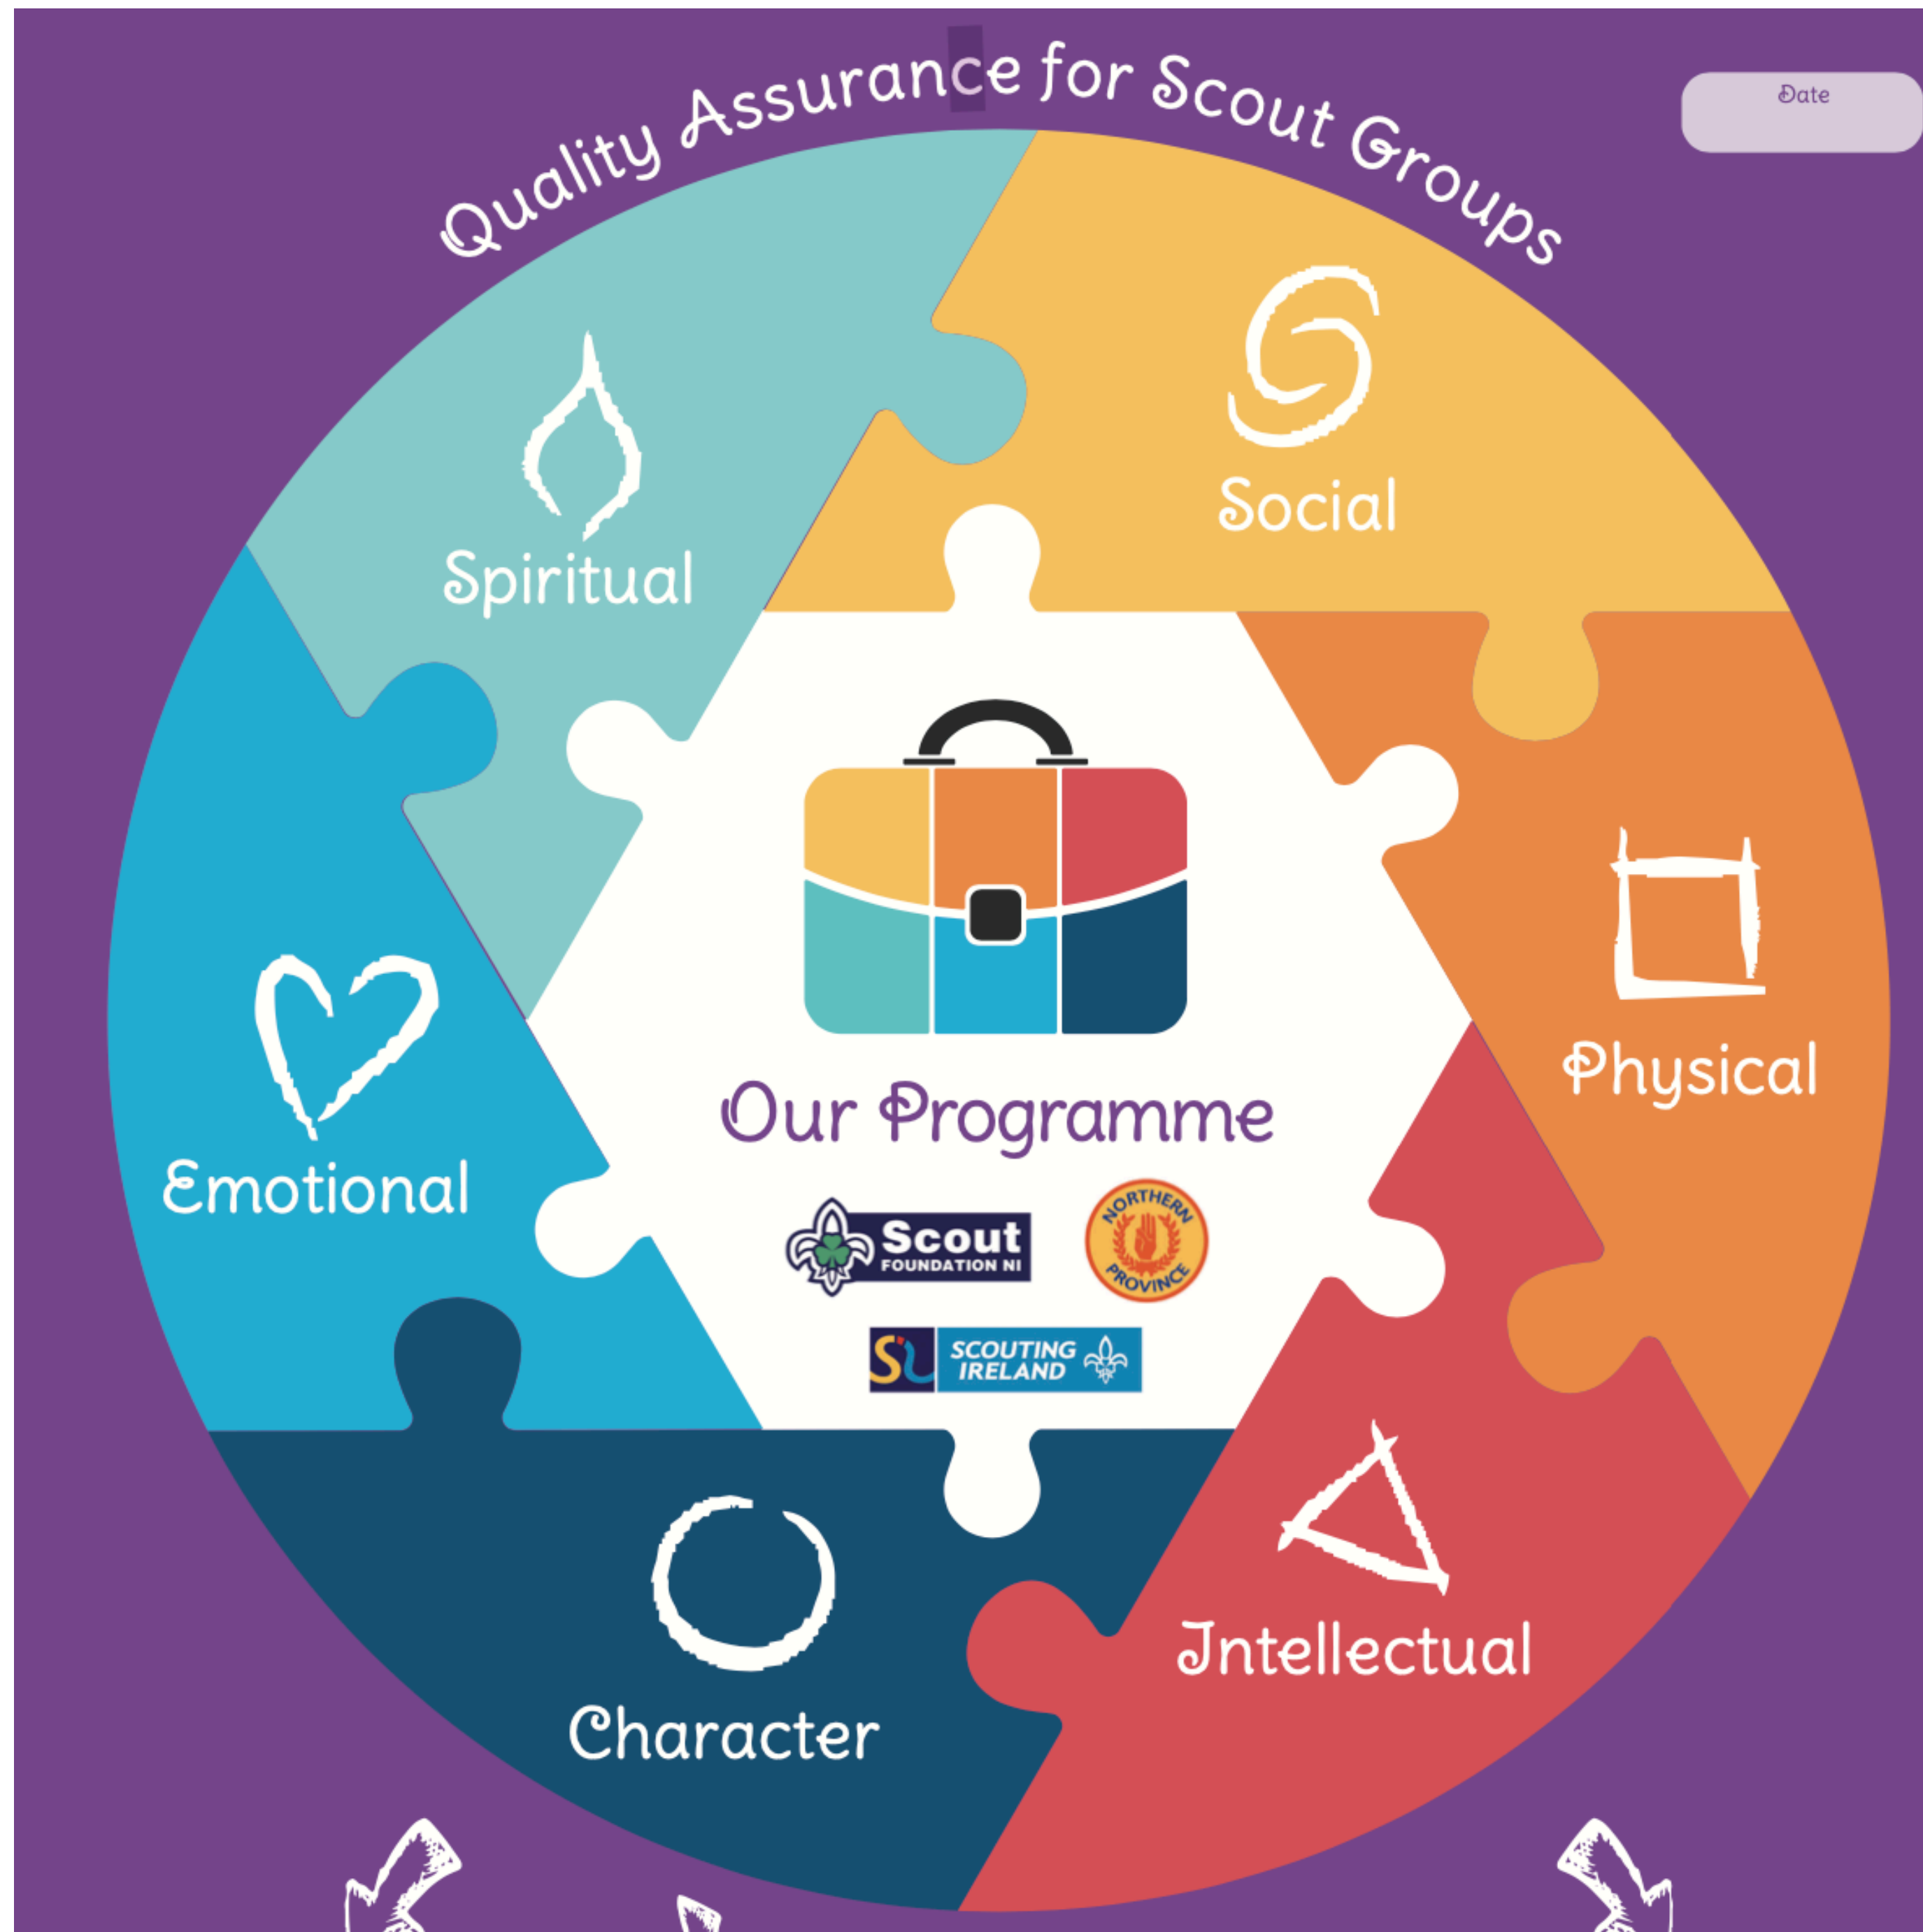 Quality Assurance for Scout Groups
Date
Social
Spiritual
Physical
Our Programme
Emotional
NORTHERN
PROVINCE
Scout
FOUNDATION NI
SCOUTING
IRELAND
Intellectual
Character